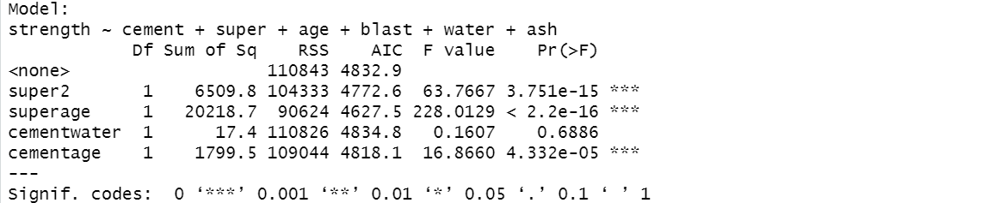 Model:
strength ~ cement + super + age + blast + water + ash
            Df Sum of Sq    RSS    AIC  F value    Pr(>F)
<none>                   110843 4832.9
super2       1    6509.8 104333 4772.6  63.7667 3.751e-15 ***
superage     1   20218.7  90624 4627.5 228.0129 < 2.2e-16 ***
cementwater  1      17.4 110826 4834.8   0.1607    0.6886
cementage    1    1799.5 109044 4818.1  16.8660 4.332e-05 ***
---
Signif. codes:  0 ‘***’ 0.001 ‘**’ 0.01 ‘*’ 0.05 ‘.’ 0.1 ‘ ’ 1